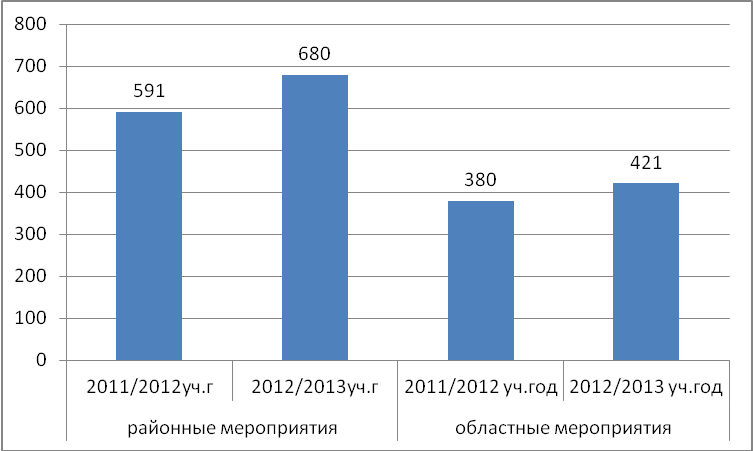 800
700
600
500
400
300
200
100
0
591
680
380
421
2011/2012уч.г
2012/2013уч.г
2011/2012 уч.год
2012/2013 уч.год
районные мероприятия
областные мероприятия